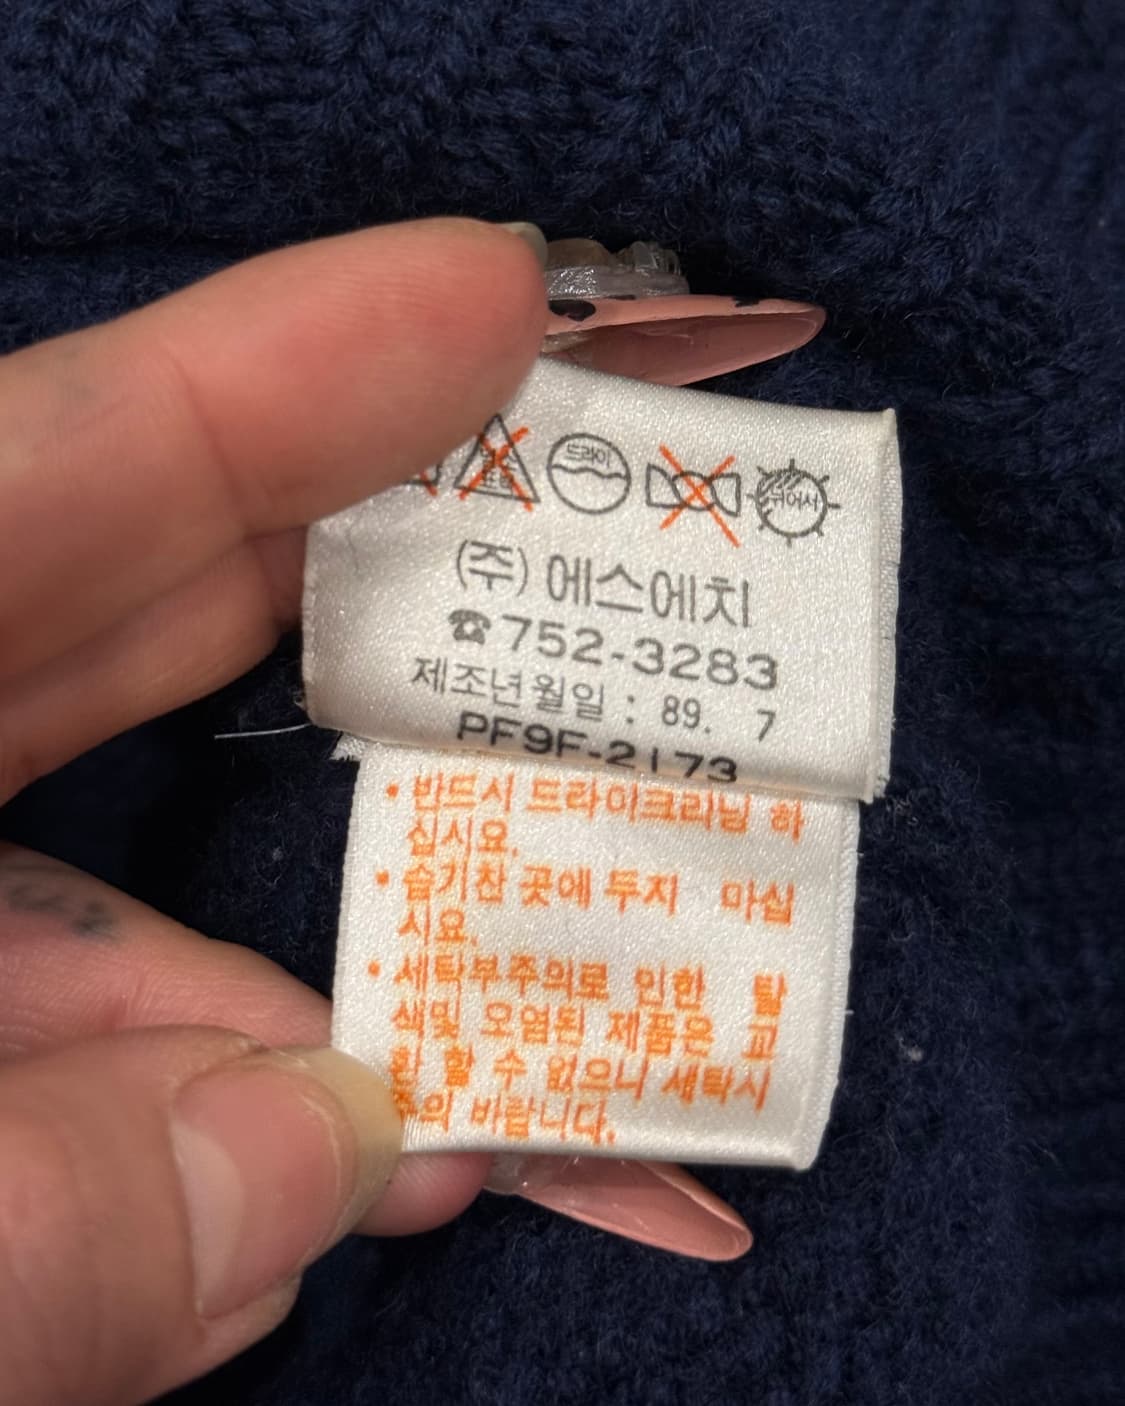 드라이
뉘어서
(주) 에스에치
☎752-3283
제조년월일 : 89. 7
PF9F-2173
• 반드시 드라이크리닝 하
십시요.
• 습기찬 곳에 두지 마십
시요.
• 세탁부주의로 인한 탈
색및 오염된 제품은 교
환 할 수 없으니 세탁시
주의 바랍니다.